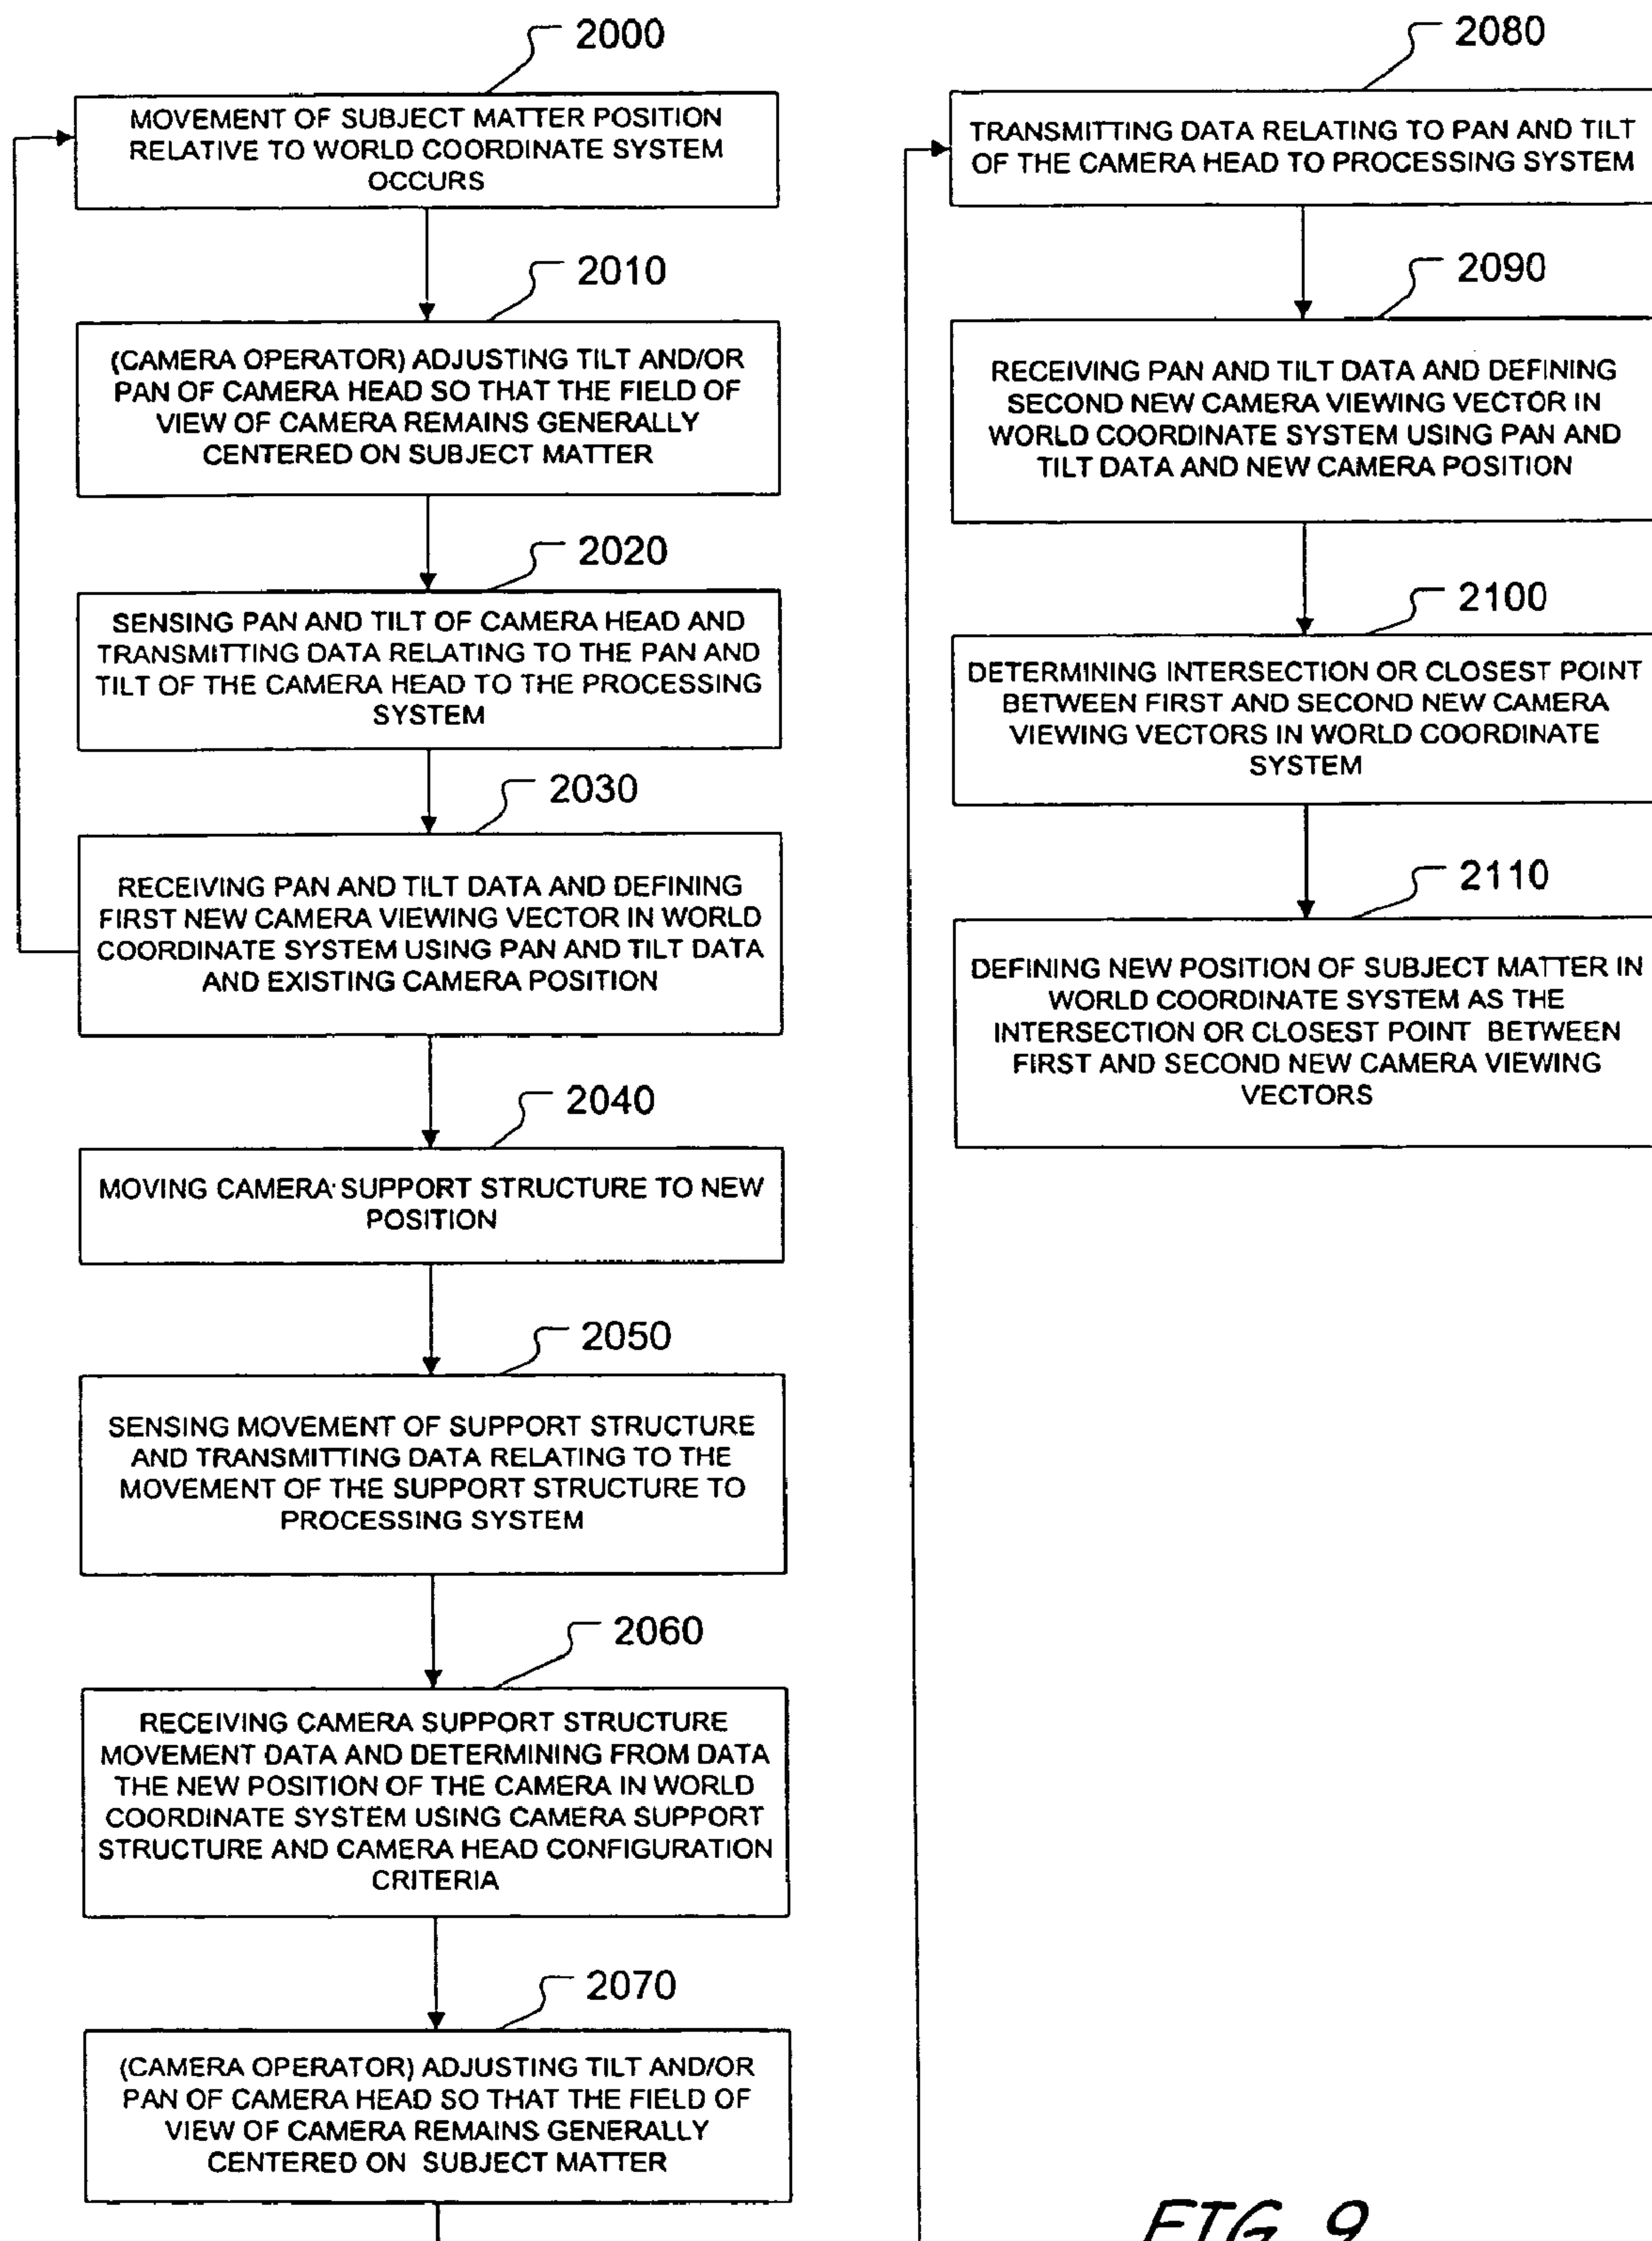 2000
MOVEMENT OF SUBJECT MATTER POSITION
RELATIVE TO WORLD COORDINATE SYSTEM
OCCURS
2010
(CAMERA OPERATOR) ADJUSTING TILT AND/OR
PAN OF CAMERA HEAD SO THAT THE FIELD OF
VIEW OF CAMERA REMAINS GENERALLY
CENTERED ON SUBJECT MATTER
2020
SENSING PAN AND TILT OF CAMERA HEAD AND
TRANSMITTING DATA RELATING TO THE PAN AND
TILT OF THE CAMERA HEAD TO THE PROCESSING
SYSTEM
2030
RECEIVING PAN AND TILT DATA AND DEFINING
FIRST NEW CAMERA VIEWING VECTOR IN WORLD
COORDINATE SYSTEM USING PAN AND TILT DATA
AND EXISTING CAMERA POSITION
2040
MOVING CAMERA SUPPORT STRUCTURE TO NEW
POSITION
2050
SENSING MOVEMENT OF SUPPORT STRUCTURE
AND TRANSMITTING DATA RELATING TO THE
MOVEMENT OF THE SUPPORT STRUCTURE TO
PROCESSING SYSTEM
2060
RECEIVING CAMERA SUPPORT STRUCTURE
MOVEMENT DATA AND DETERMINING FROM DATA
THE NEW POSITION OF THE CAMERA IN WORLD
COORDINATE SYSTEM USING CAMERA SUPPORT
STRUCTURE AND CAMERA HEAD CONFIGURATION
CRITERIA
2070
(CAMERA OPERATOR) ADJUSTING TILT AND/OR
PAN OF CAMERA HEAD SO THAT THE FIELD OF
VIEW OF CAMERA REMAINS GENERALLY
CENTERED ON SUBJECT MATTER
2080
TRANSMITTING DATA RELATING TO PAN AND TILT
OF THE CAMERA HEAD TO PROCESSING SYSTEM
2090
RECEIVING PAN AND TILT DATA AND DEFINING
SECOND NEW CAMERA VIEWING VECTOR IN
WORLD COORDINATE SYSTEM USING PAN AND
TILT DATA AND NEW CAMERA POSITION
2100
DETERMINING INTERSECTION OR CLOSEST POINT
BETWEEN FIRST AND SECOND NEW CAMERA
VIEWING VECTORS IN WORLD COORDINATE
SYSTEM
2110
DEFINING NEW POSITION OF SUBJECT MATTER IN
WORLD COORDINATE SYSTEM AS THE
INTERSECTION OR CLOSEST POINT BETWEEN
FIRST AND SECOND NEW CAMERA VIEWING
VECTORS
FIG 9